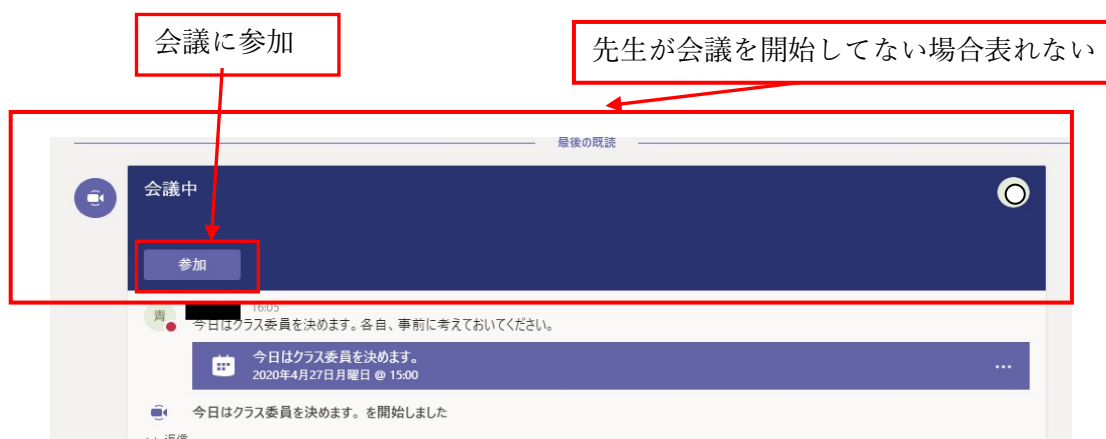 会議に参加
先生が会議を開始してない場合表れない
最後の既読
会議中
参加
青
16:05
今日はクラス委員を決めます。各自、事前に考えておいてください。
今日はクラス委員を決めます。
2020年4月27日月曜日 @ 15:00
今日はクラス委員を決めます。を開始しました
返信